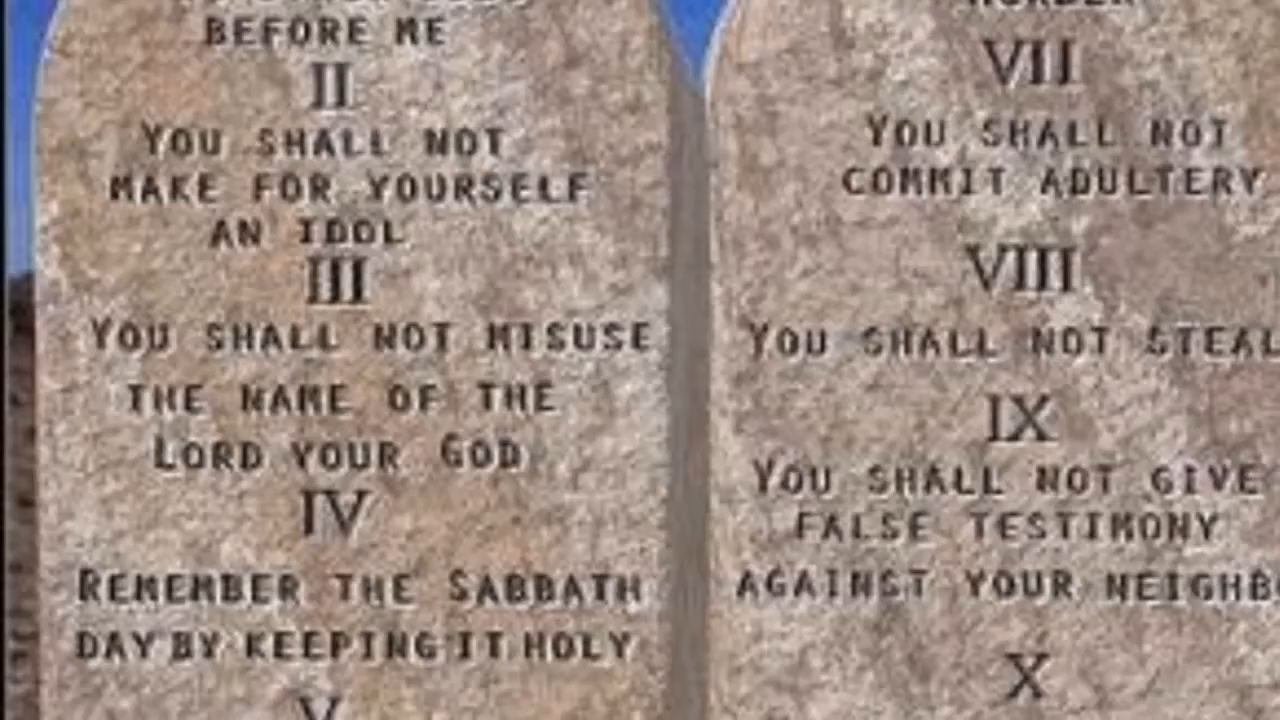 BEFORE ME
II
YOU SHALL NOT
MAKE FOR YOURSELF
AN IDOL
III
YOU SHALL NOT MISUSE
THE NAME OF THE
LORD YOUR GOD
IV
REMEMBER THE SABBATH
DAY BY KEEPING IT HOLY
V
MURDER
VII
YOU SHALL NOT
COMMIT ADULTERY
VIII
YOU SHALL NOT STEAL
IX
YOU SHALL NOT GIVE
FALSE TESTIMONY
AGAINST YOUR NEIGHB
X